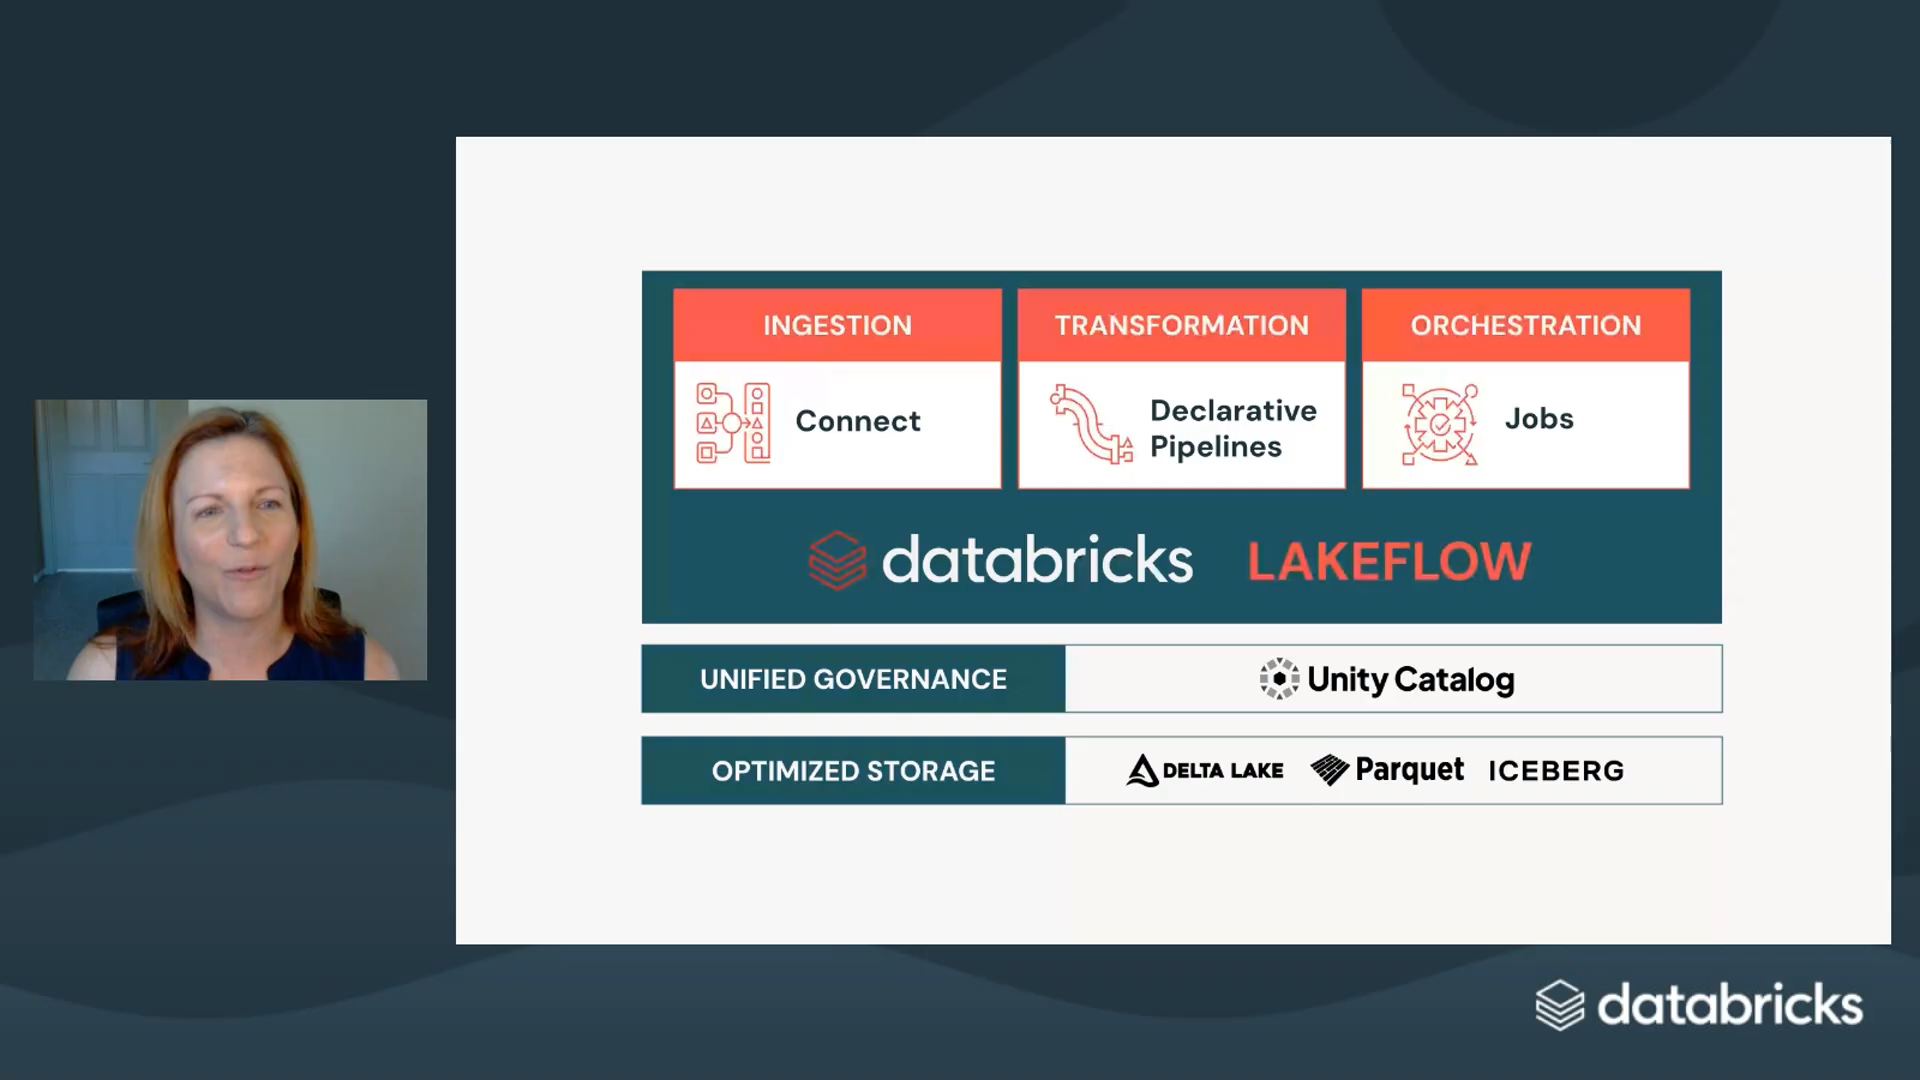 INGESTION
Connect
TRANSFORMATION
Declarative
Pipelines
ORCHESTRATION
Jobs
databricks LAKEFLOW
UNIFIED GOVERNANCE
Unity Catalog
OPTIMIZED STORAGE
DELTA LAKE Parquet ICEBERG
databricks